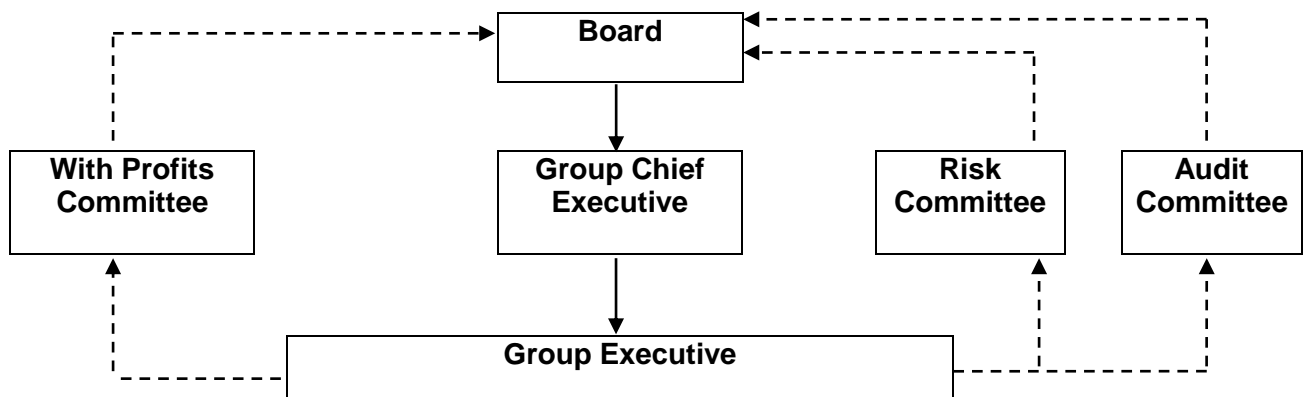 Board
With Profits
Committee
Group Chief
Executive
Risk
Committee
Audit
Committee
Group Executive